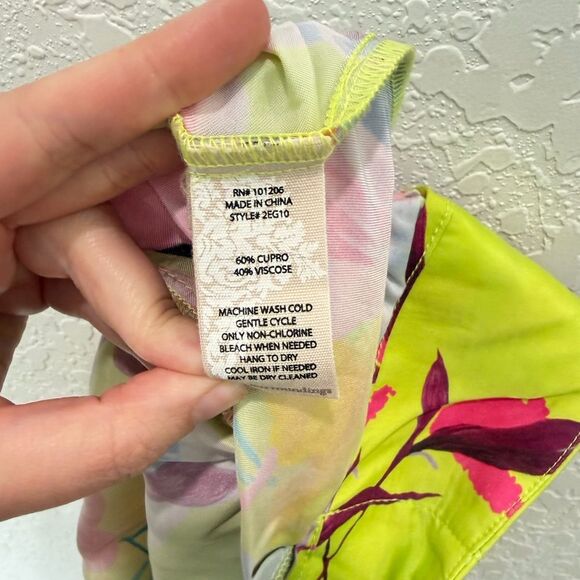 RN# 101206
MADE IN CHINA
STYLE# 2EG10
60% CUPRO
40% VISCOSE
MACHINE WASH COLD
GENTLE CYCLE
ONLY NON-CHLORINE
BLEACH WHEN NEEDED
HANG TO DRY
COOL IRON IF NEEDED
MAY BE DRY CLEANED